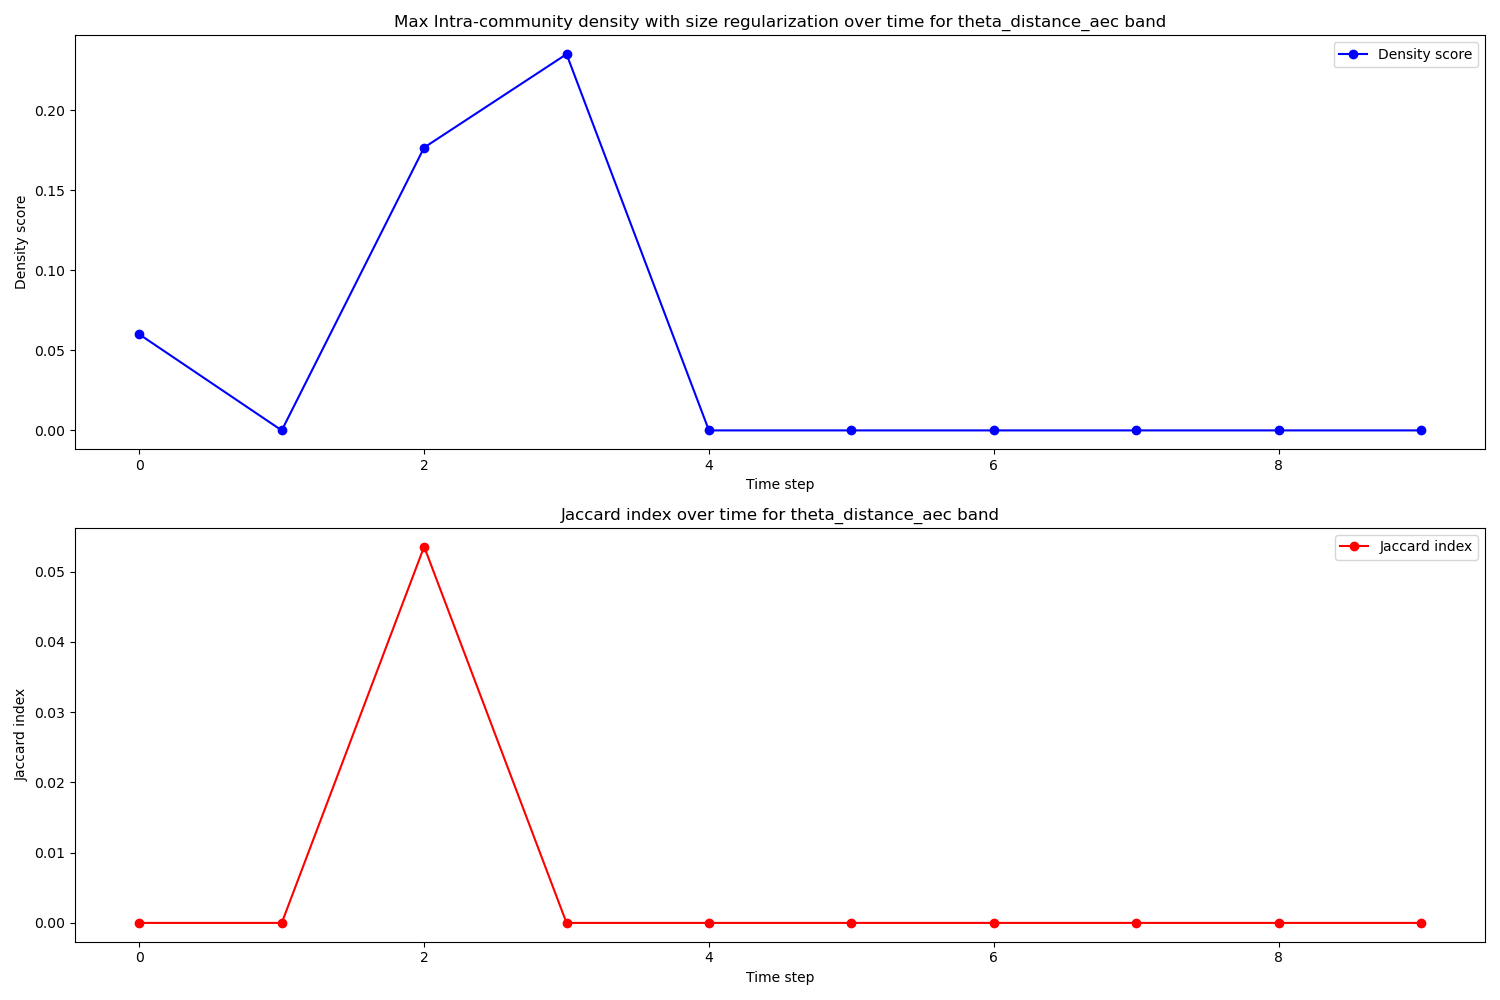 Max Intra-community density with size regularization over time for theta_distance_aec band
Density score
0.20
0.15
0.10
0.05
0.00
Density score
0 2 4 6 8
Time step
Jaccard index over time for theta_distance_aec band
Jaccard index
0.05
0.04
0.03
0.02
0.01
0.00
Jaccard index
0 2 4 6 8
Time step